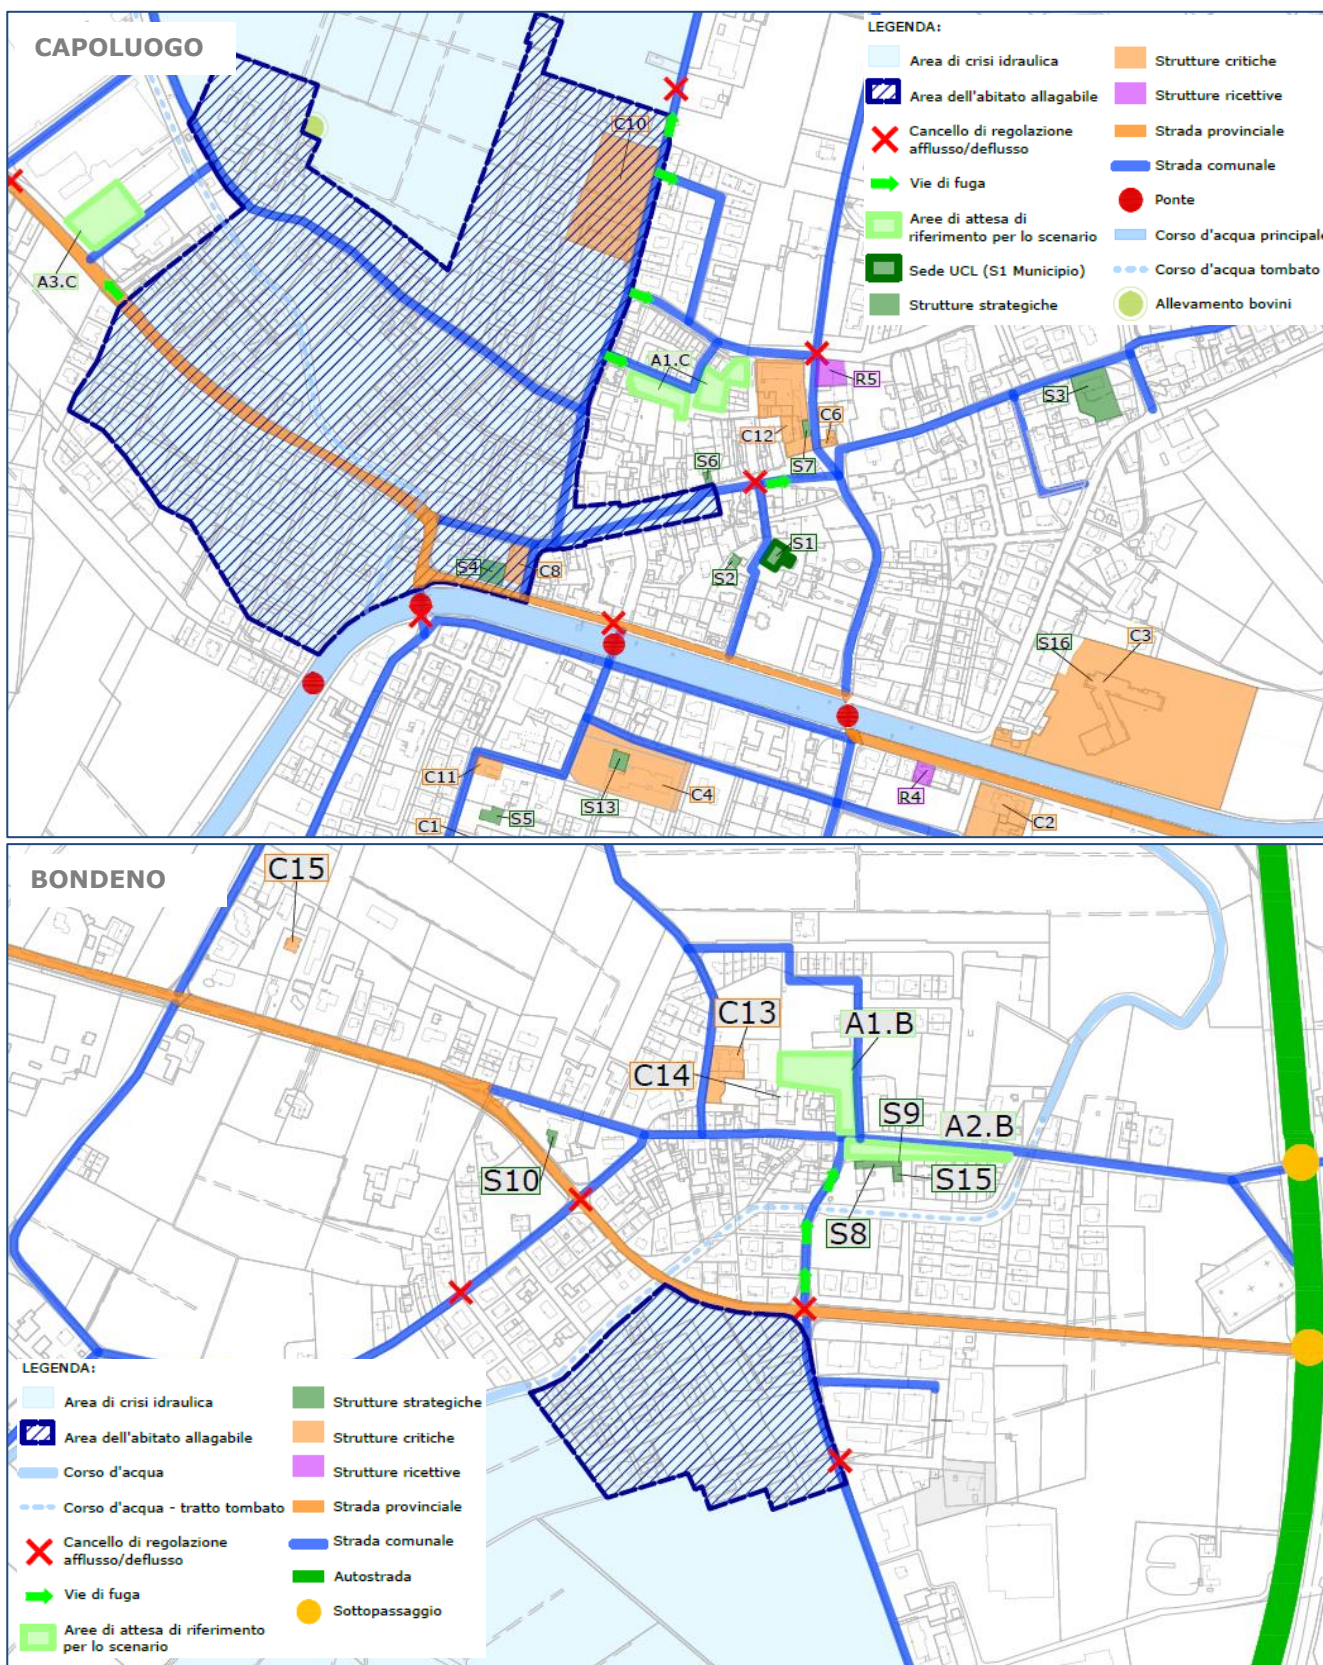 CAPOLUOGO
LEGENDA:
Area di crisi idraulica
Area dell'abitato allagabile
Cancello di regolazione
afflusso/deflusso
Vie di fuga
Aree di attesa di
riferimento per lo scenario
Sede UCL (S1 Municipio)
Strutture strategiche
Strutture critiche
Strutture ricettive
Strada provinciale
Strada comunale
Ponte
Corso d'acqua principale
Corso d'acqua tombato
Allevamento bovini
C10
A3.C
A1.C
R5
S3
C6
C12
S7
S6
S1
S2
S4
C8
C3
S16
C11
S13
C4
R4
C2
S5
C1
BONDENO
C15
C13
A1.B
C14
S9
A2.B
S10
S15
S8
LEGENDA:
Area di crisi idraulica
Area dell'abitato allagabile
Corso d'acqua
Corso d'acqua - tratto tombato
Cancello di regolazione
afflusso/deflusso
Vie di fuga
Aree di attesa di riferimento
per lo scenario
Strutture strategiche
Strutture critiche
Strutture ricettive
Strada provinciale
Strada comunale
Autostrada
Sottopassaggio